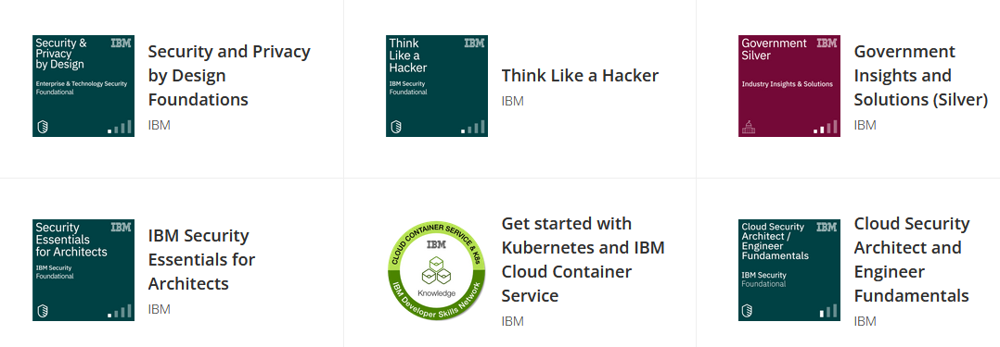 Security &
Privacy
by Design
IBM
Enterprise & Technology Security
Foundational
Security and Privacy
by Design
Foundations
IBM
Think
Like a
Hacker
IBM
IBM Security
Foundational
Think Like a Hacker
IBM
Government
Silver
IBM
Industry Insights & Solutions
Government
Insights and
Solutions (Silver)
IBM
Security
Essentials
for Architects
IBM
IBM Security
Foundational
IBM Security
Essentials for
Architects
IBM
CLOUD CONTAINER SERVICE & K8s
IBM
Knowledge
IBM Developer Skills Network
Get started with
Kubernetes and IBM
Cloud Container
Service
IBM
Cloud Security
Architect /
Engineer
Fundamentals
IBM
IBM Security
Foundational
Cloud Security
Architect and
Engineer
Fundamentals
IBM